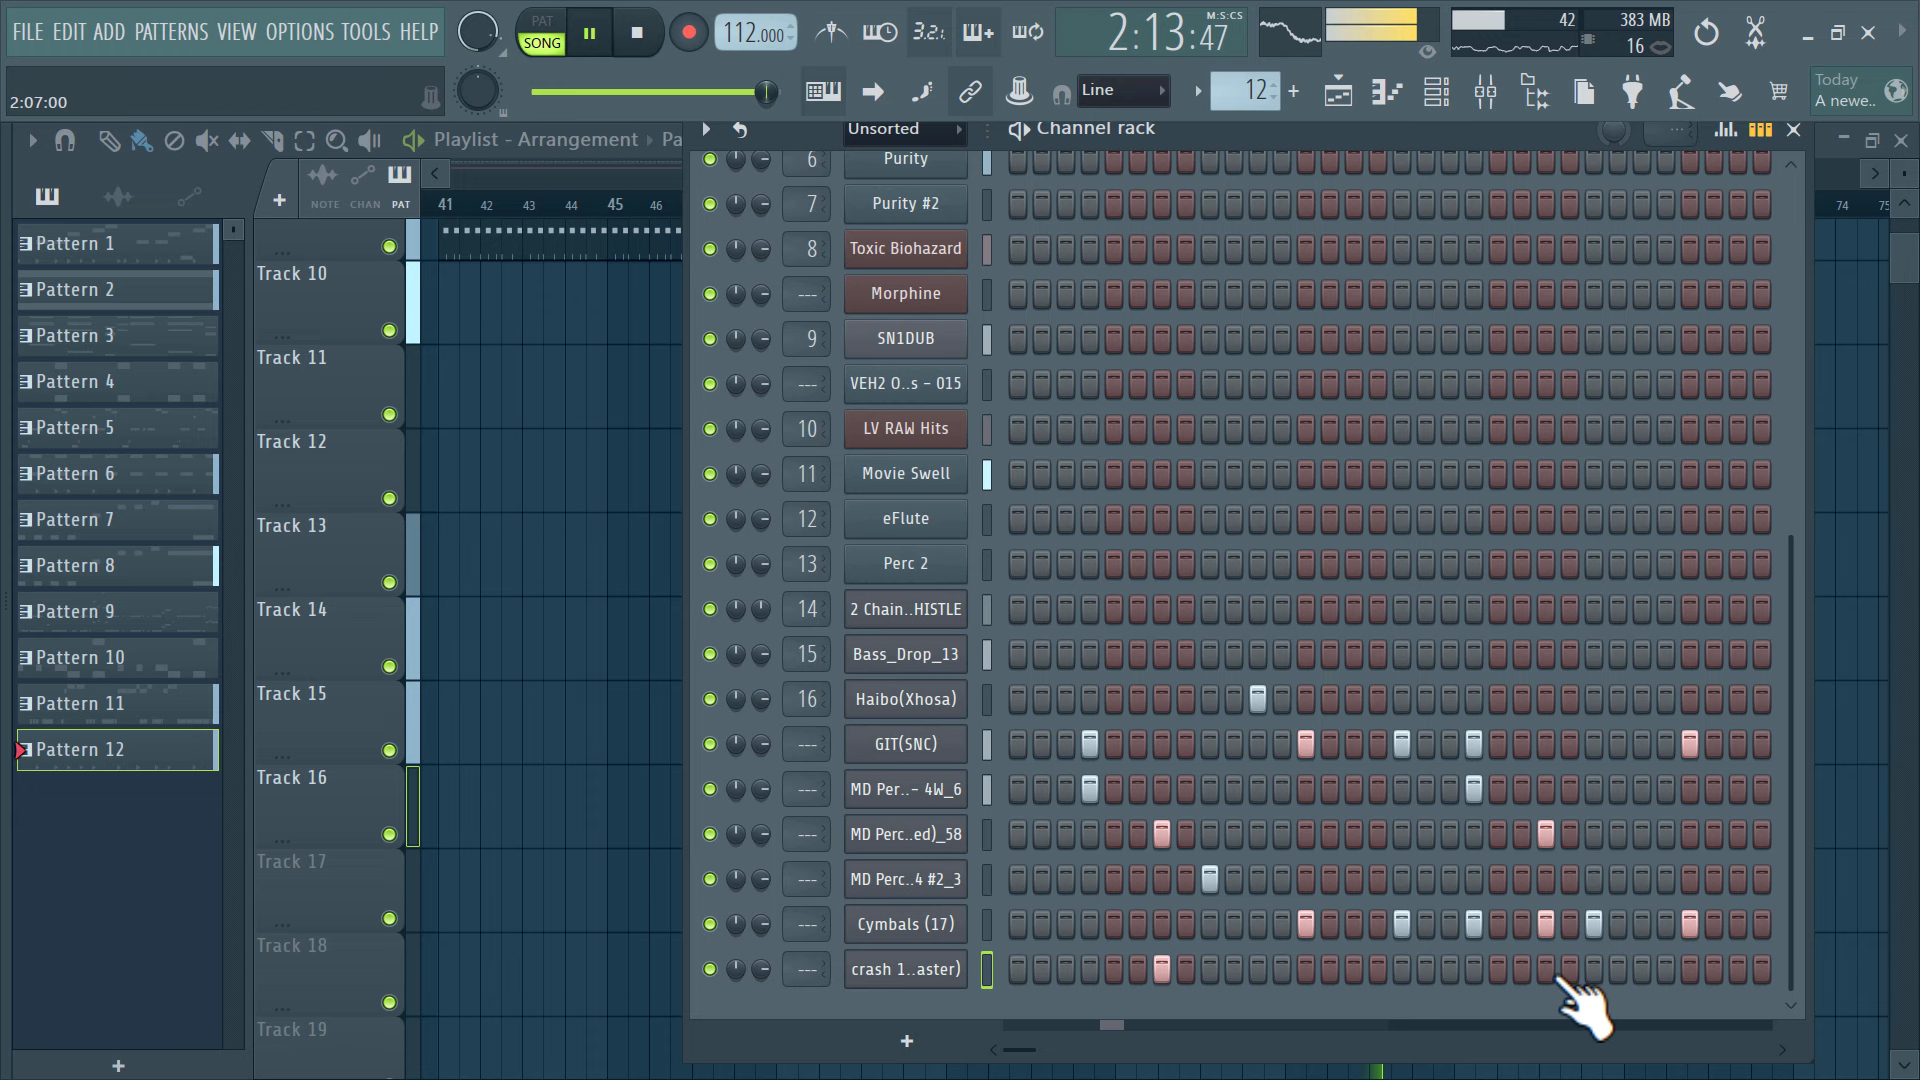 FILE EDIT ADD PATTERNS VIEW OPTIONS TOOLS HELP
PAT
SONG
112.000
3.2.
2:13:47
M:S:CS
42
383 MB
16
2:07:00
Line
12
Today
A newe..
Playlist - Arrangement
Pa
Unsorted
Channel rack
NOTE CHAN PAT
41 42 43 44 45 46
74 75
Pattern 1
Pattern 2
Pattern 3
Pattern 4
Pattern 5
Pattern 6
Pattern 7
Pattern 8
Pattern 9
Pattern 10
Pattern 11
Pattern 12
Track 10
Track 11
Track 12
Track 13
Track 14
Track 15
Track 16
Track 17
Track 18
Track 19
6 Purity
7 Purity #2
8 Toxic Biohazard
--- Morphine
9 SN1DUB
--- VEH2 O..s - 015
10 LV RAW Hits
11 Movie Swell
12 eFlute
13 Perc 2
14 2 Chain..HISTLE
15 Bass_Drop_13
16 Haibo(Xhosa)
--- GIT(SNC)
--- MD Per..- 4W_6
--- MD Perc..ed)_58
--- MD Perc..4 #2_3
--- Cymbals (17)
--- crash 1..aster)